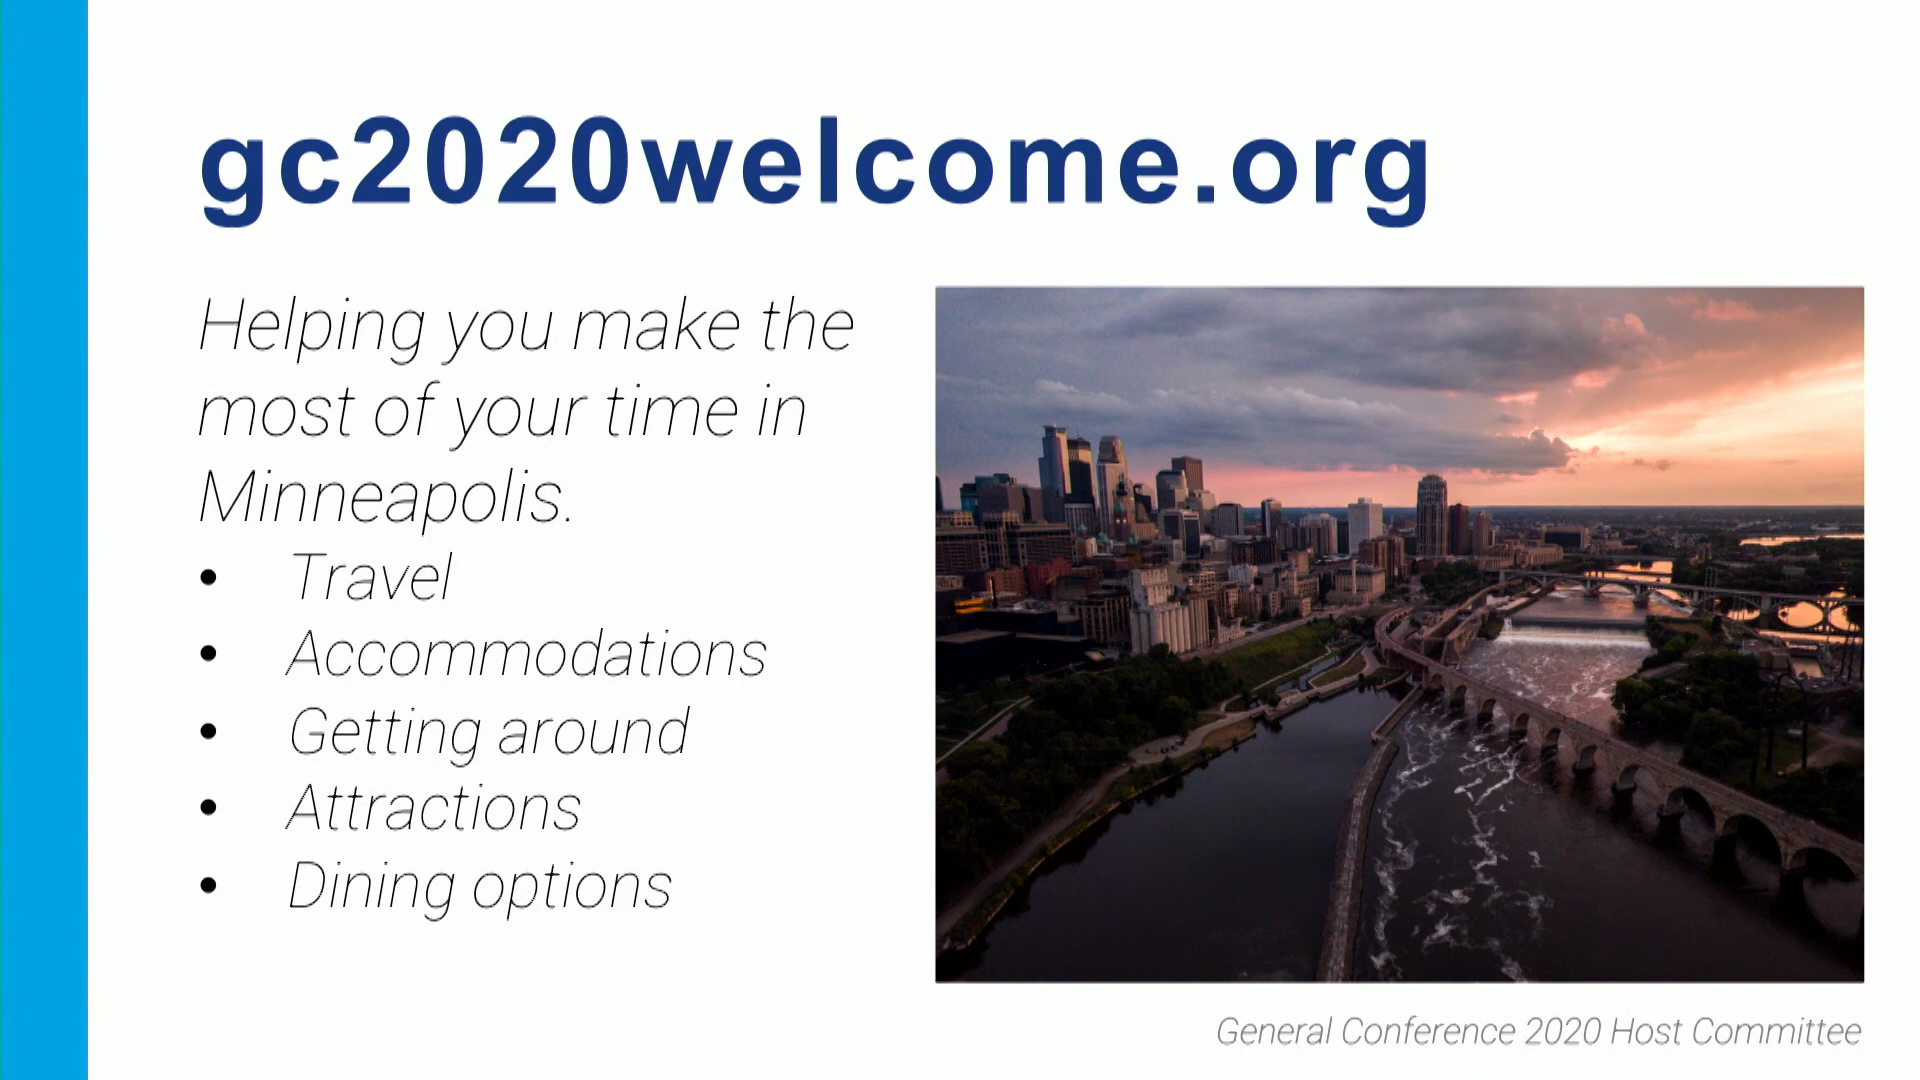 gc2020welcome.org
Helping you make the
most of your time in
Minneapolis.
• Travel
• Accommodations
• Getting around
• Attractions
• Dining options
General Conference 2020 Host Committee